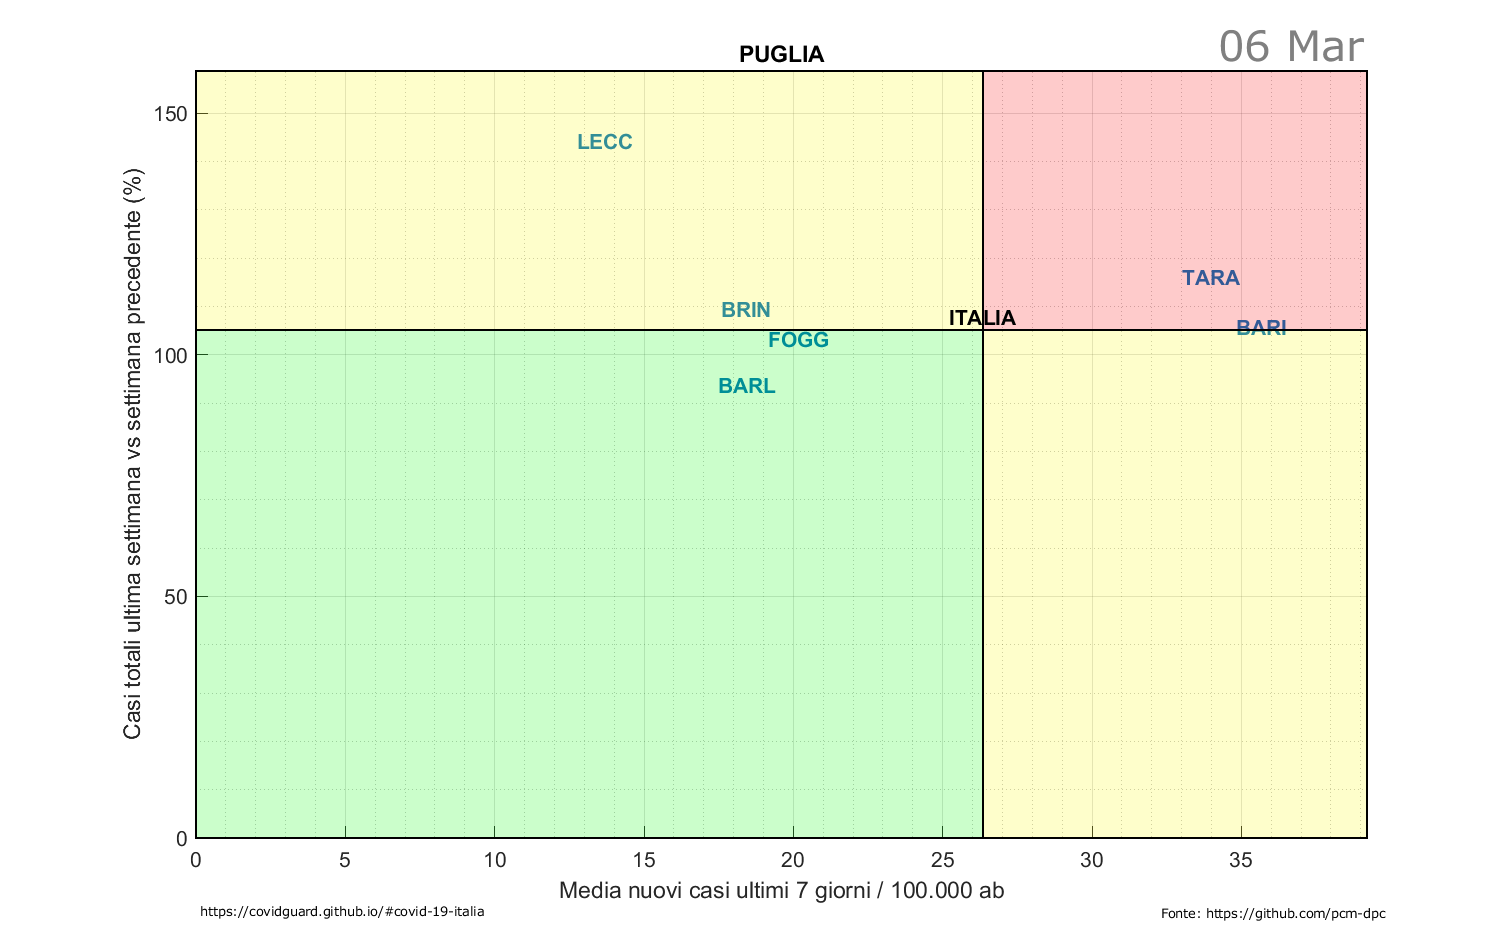 06 Mar
PUGLIA
Casi totali ultima settimana vs settimana precedente (%)
150
100
50
0
LECC
TARA
BRIN
ITALIA
BARI
FOGG
BARL
0 5 10 15 20 25 30 35
Media nuovi casi ultimi 7 giorni / 100.000 ab
https://covidguard.github.io/#covid-19-italia
Fonte: https://github.com/pcm-dpc